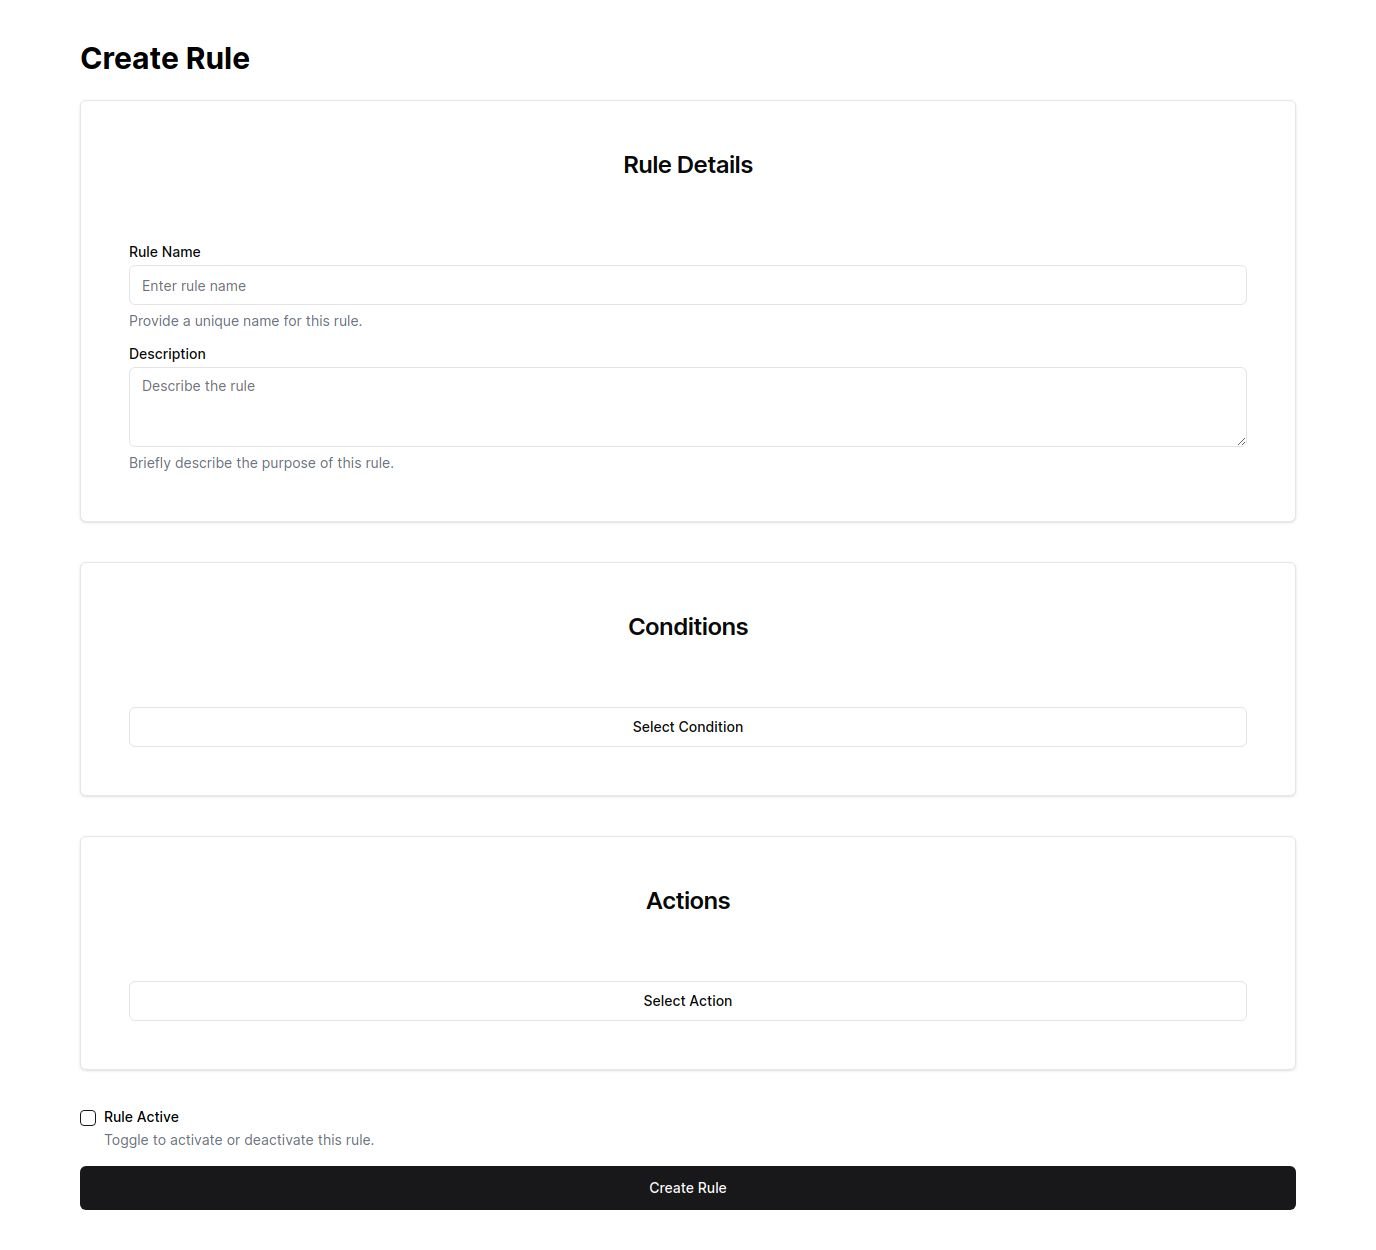 Create Rule
Rule Details
Rule Name
Enter rule name
Provide a unique name for this rule.
Description
Describe the rule
Briefly describe the purpose of this rule.
Conditions
Select Condition
Actions
Select Action
Rule Active
Toggle to activate or deactivate this rule.
Create Rule